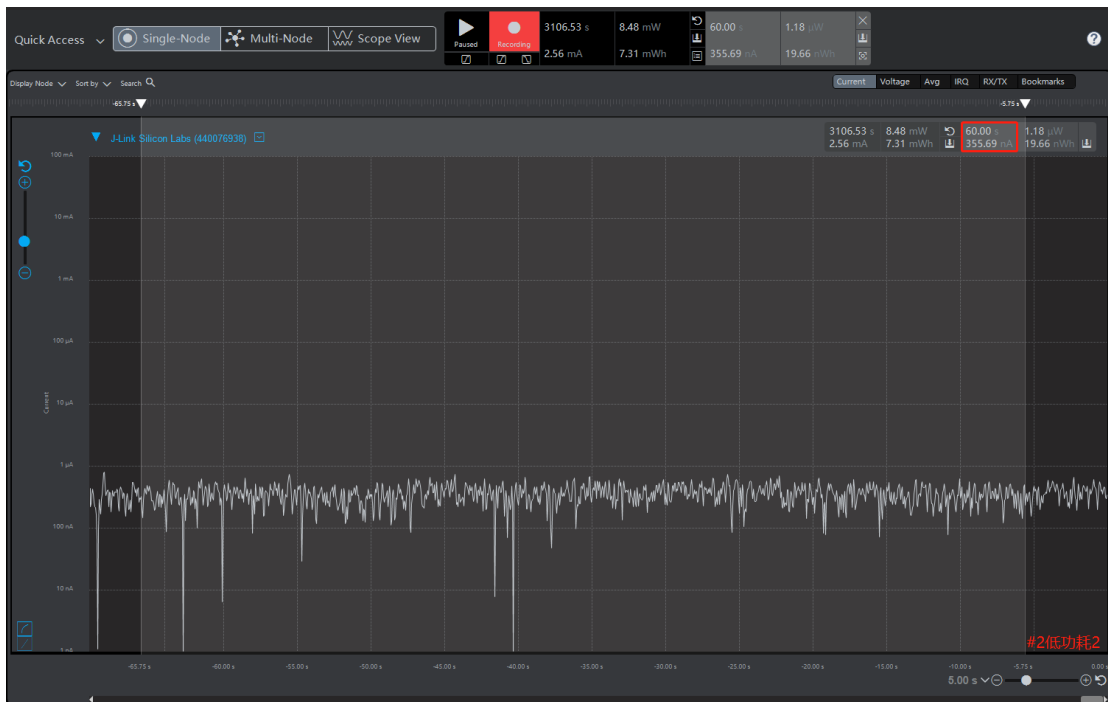 Quick Access
Single-Node
Multi-Node
Scope View
Paused
Recording
3106.53 s
8.48 mW
2.56 mA
7.31 mWh
60.00 s
1.18 µW
355.69 nA
19.66 nWh
?
Display Node
Sort by
Search
Current
Voltage
Avg
IRQ
RX/TX
Bookmarks
-65.75 s
-5.75 s
J-Link Silicon Labs (440076938)
3106.53 s
8.48 mW
60.00 s
1.18 µW
2.56 mA
7.31 mWh
355.69 nA
19.66 nWh
100 mA
10 mA
1 mA
100 µA
10 µA
1 µA
100 nA
10 nA
1 nA
Current
#2低功耗2
-65.75 s
-60.00 s
-55.00 s
-50.00 s
-45.00 s
-40.00 s
-35.00 s
-30.00 s
-25.00 s
-20.00 s
-15.00 s
-10.00 s
-5.75 s
0.00 s
5.00 s